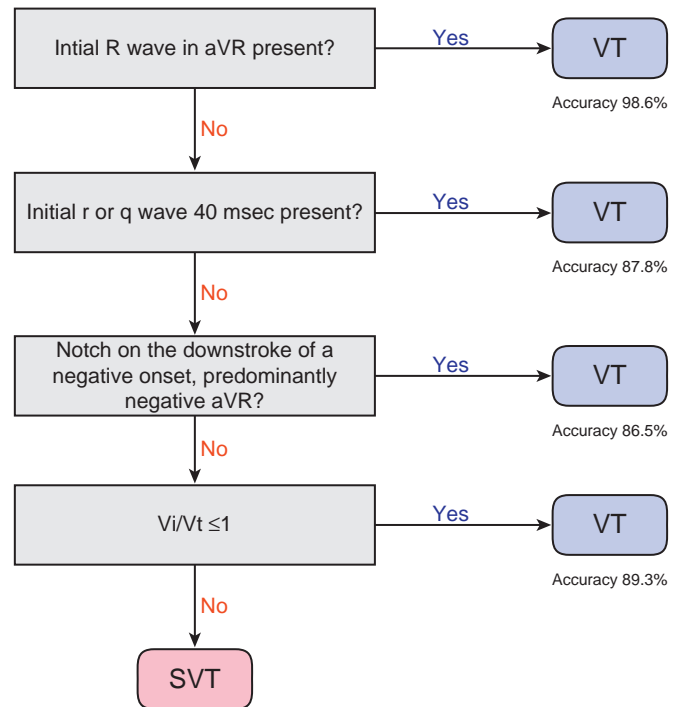 Intial R wave in aVR present?
Yes
VT
Accuracy 98.6%
No
Initial r or q wave 40 msec present?
Yes
VT
Accuracy 87.8%
No
Notch on the downstroke of a
negative onset, predominantly
negative aVR?
Yes
VT
Accuracy 86.5%
No
Vi/Vt ≤1
Yes
VT
Accuracy 89.3%
No
SVT